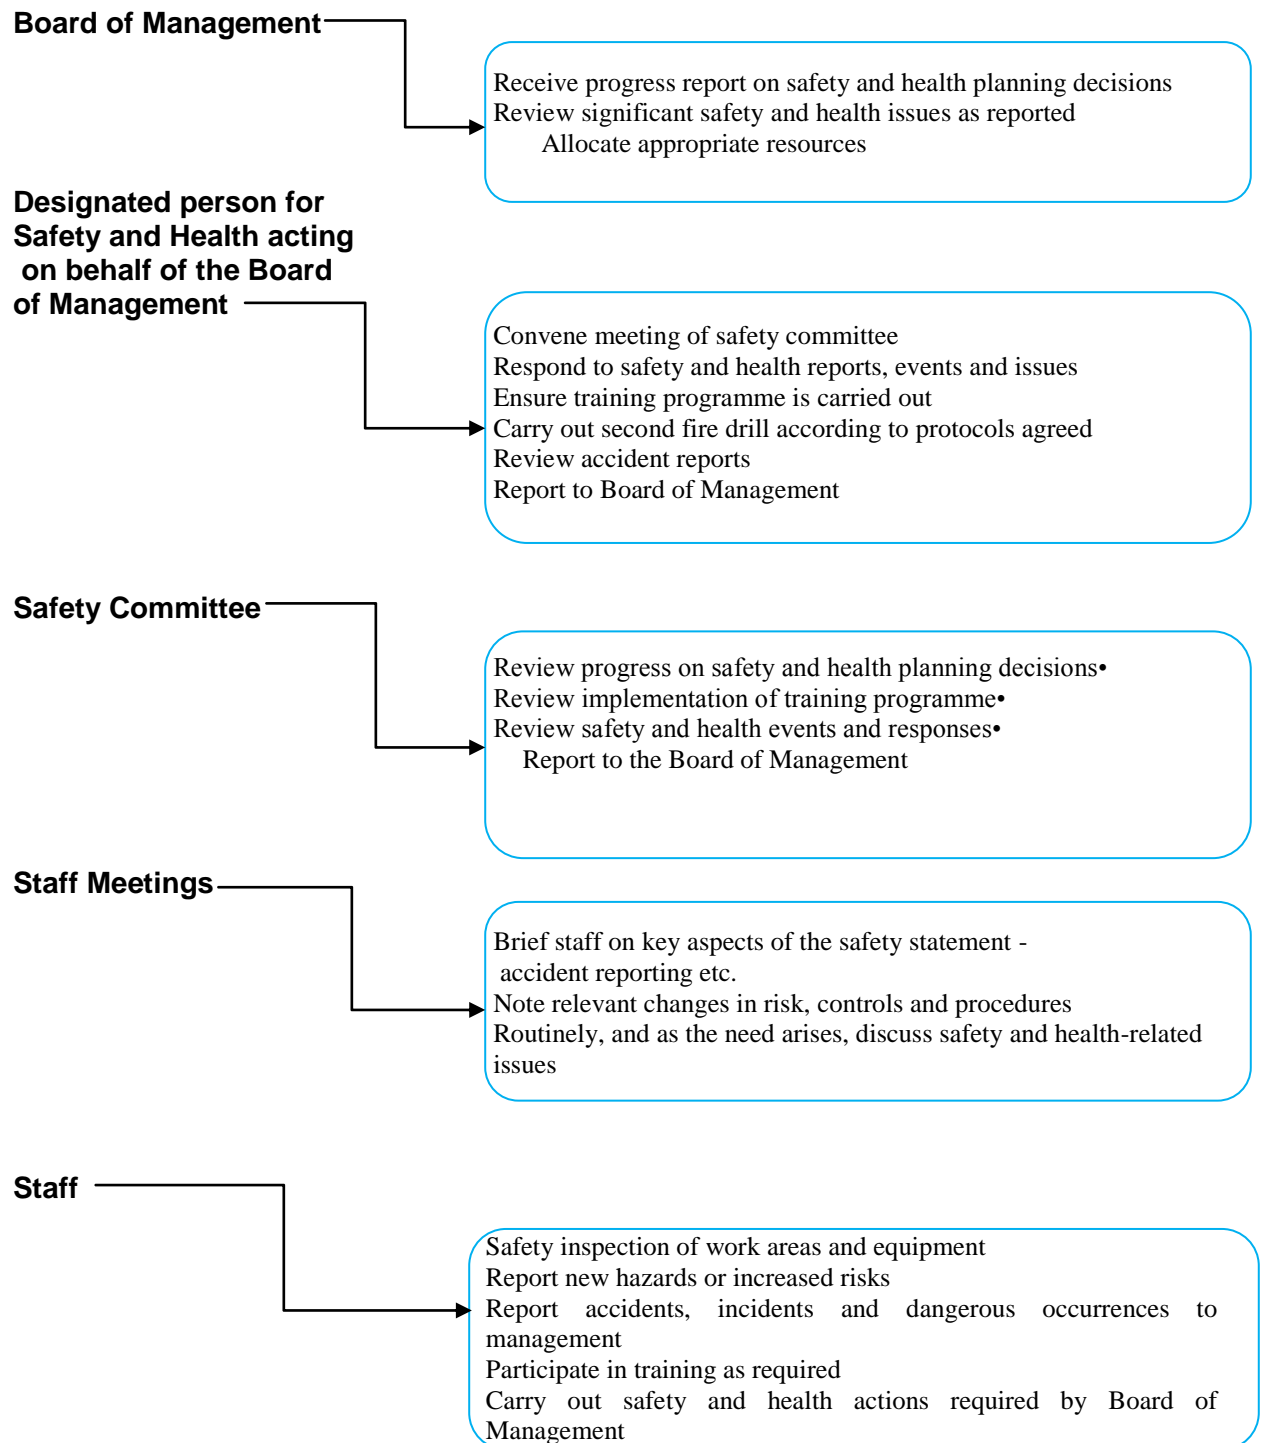 Board of Management
Receive progress report on safety and health planning decisions
Review significant safety and health issues as reported
Allocate appropriate resources
Designated person for
Safety and Health acting
on behalf of the Board
of Management
Convene meeting of safety committee
Respond to safety and health reports, events and issues
Ensure training programme is carried out
Carry out second fire drill according to protocols agreed
Review accident reports
Report to Board of Management
Safety Committee
Review progress on safety and health planning decisions•
Review implementation of training programme•
Review safety and health events and responses•
Report to the Board of Management
Staff Meetings
Brief staff on key aspects of the safety statement -
accident reporting etc.
Note relevant changes in risk, controls and procedures
Routinely, and as the need arises, discuss safety and health-related
issues
Staff
Safety inspection of work areas and equipment
Report new hazards or increased risks
Report accidents, incidents and dangerous occurrences to
management
Participate in training as required
Carry out safety and health actions required by Board of
Management